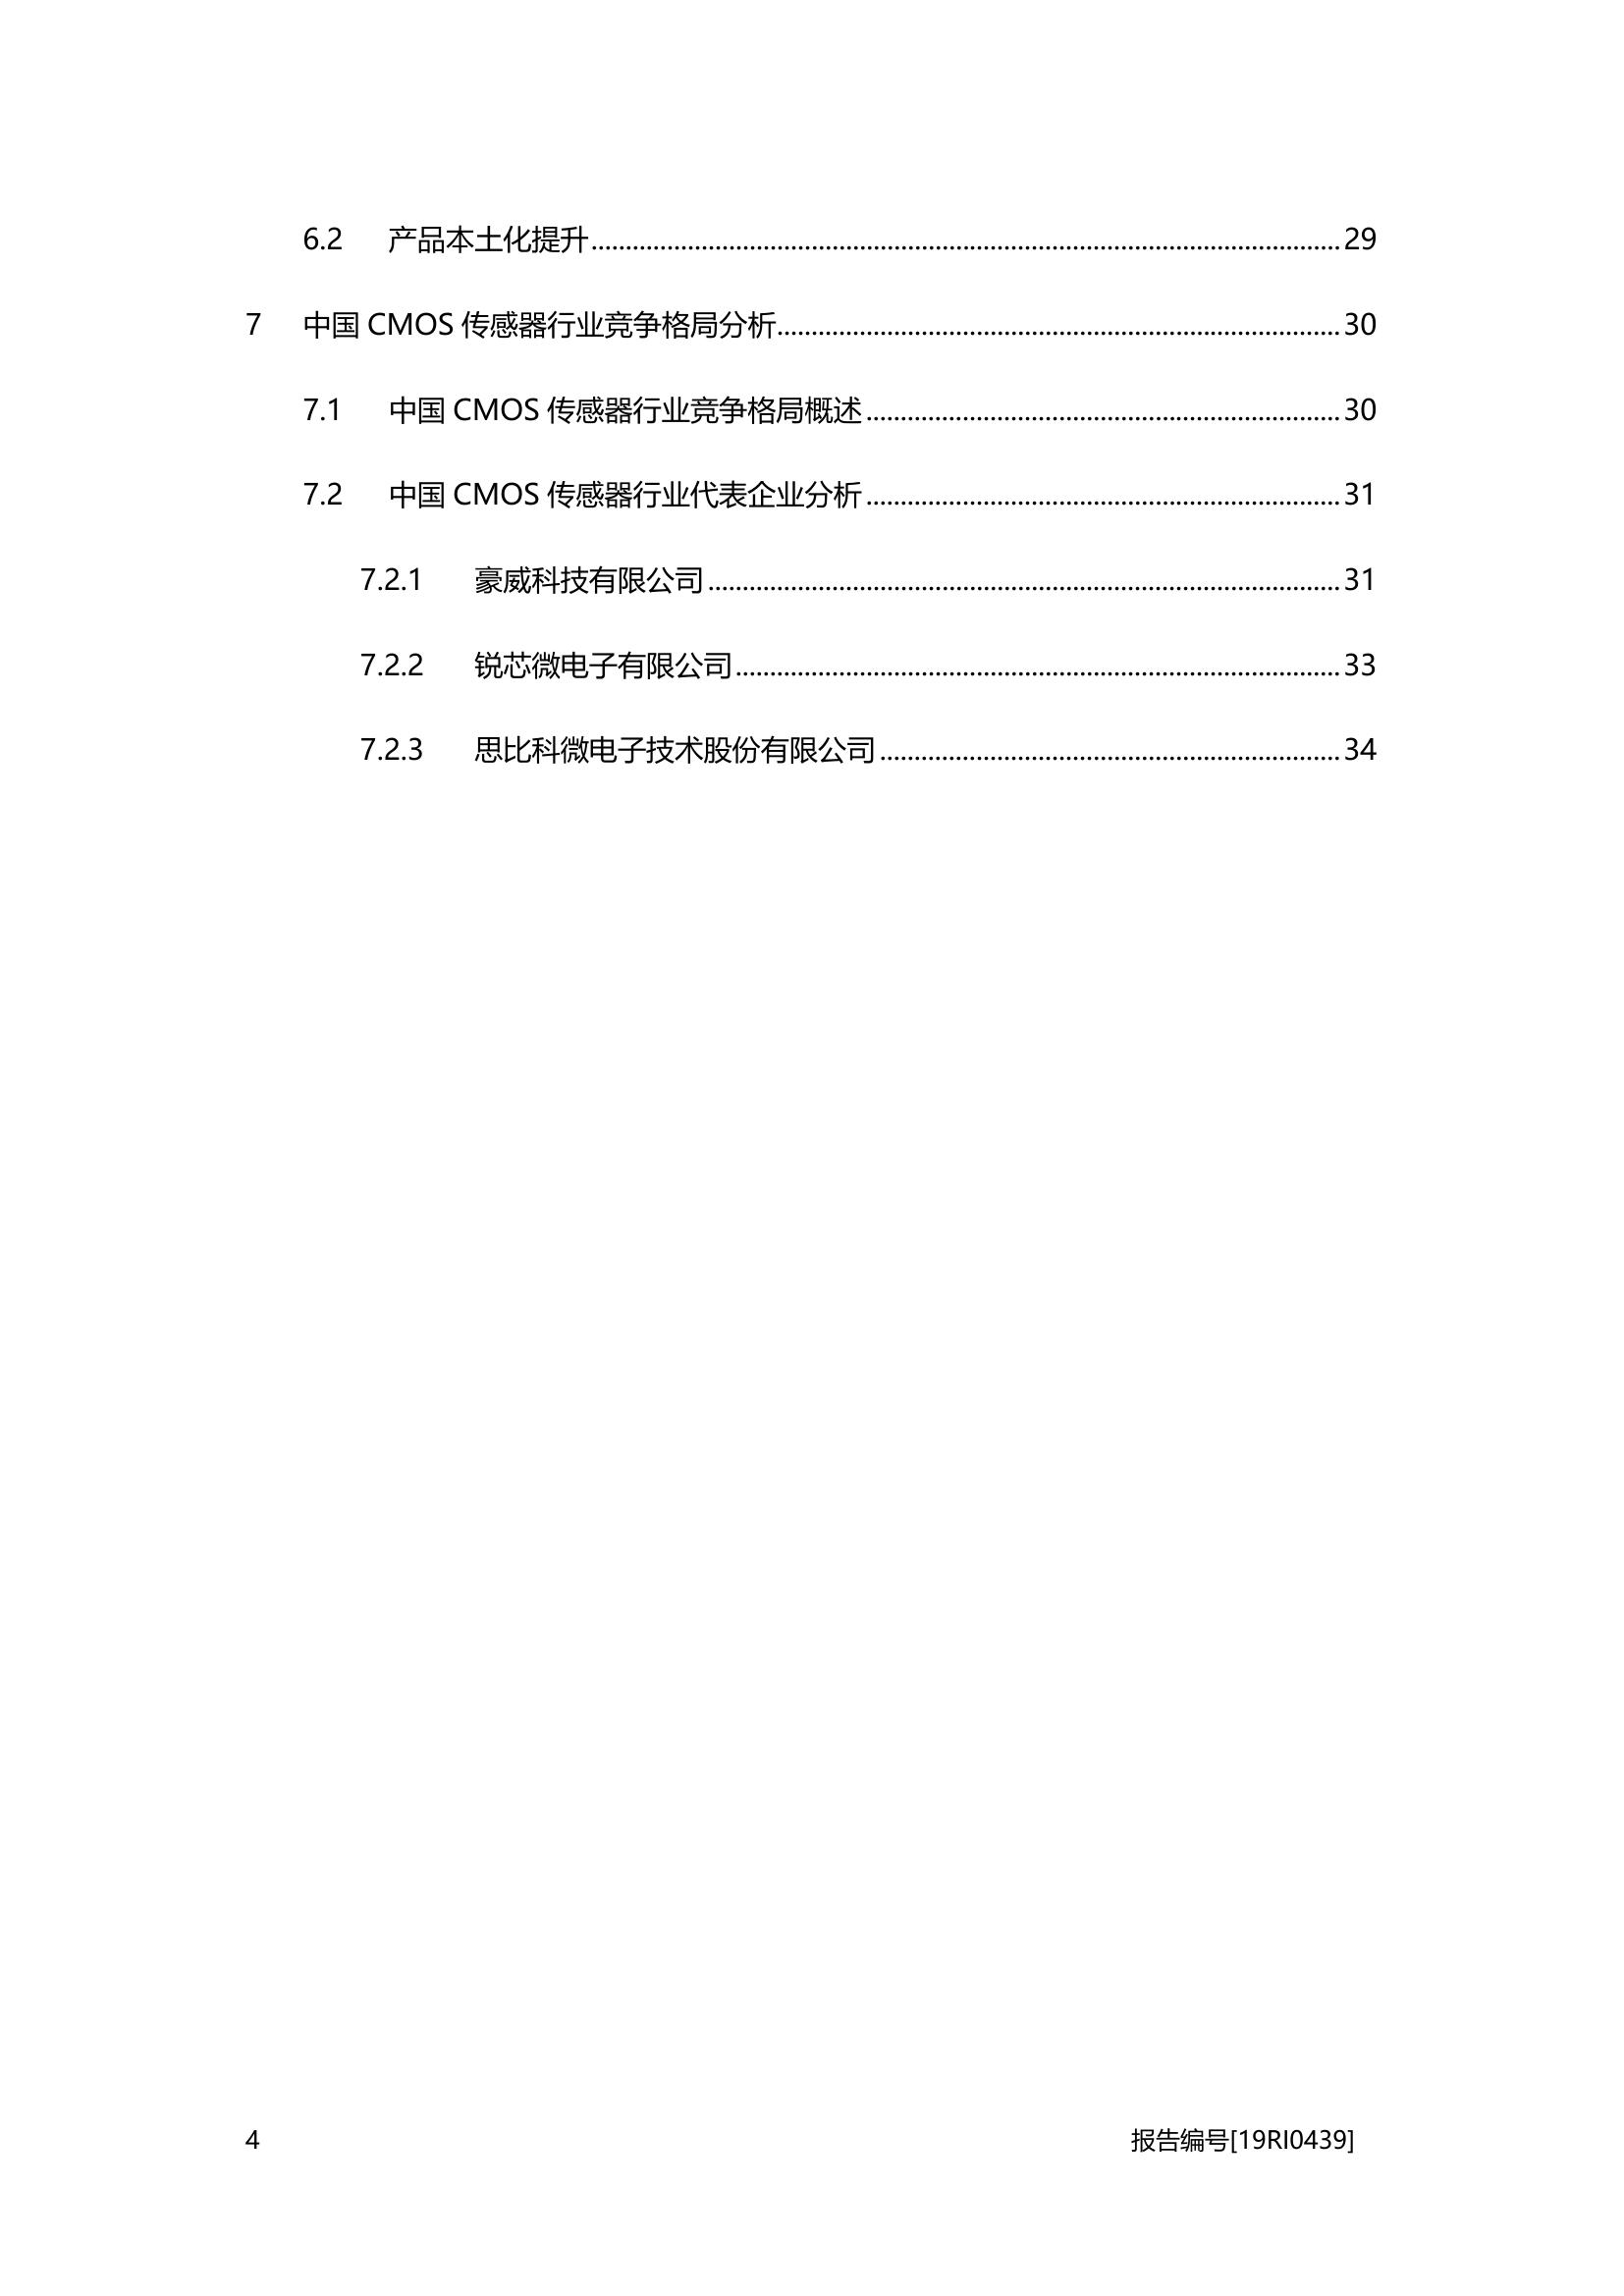 6.2 产品本土化提升........................................29
7 中国 CMOS 传感器行业竞争格局分析........................................30
7.1 中国 CMOS 传感器行业竞争格局概述........................................30
7.2 中国 CMOS 传感器行业代表企业分析........................................31
7.2.1 豪威科技有限公司........................................31
7.2.2 锐芯微电子有限公司........................................33
7.2.3 思比科微电子技术股份有限公司........................................34
4 报告编号[19RI0439]